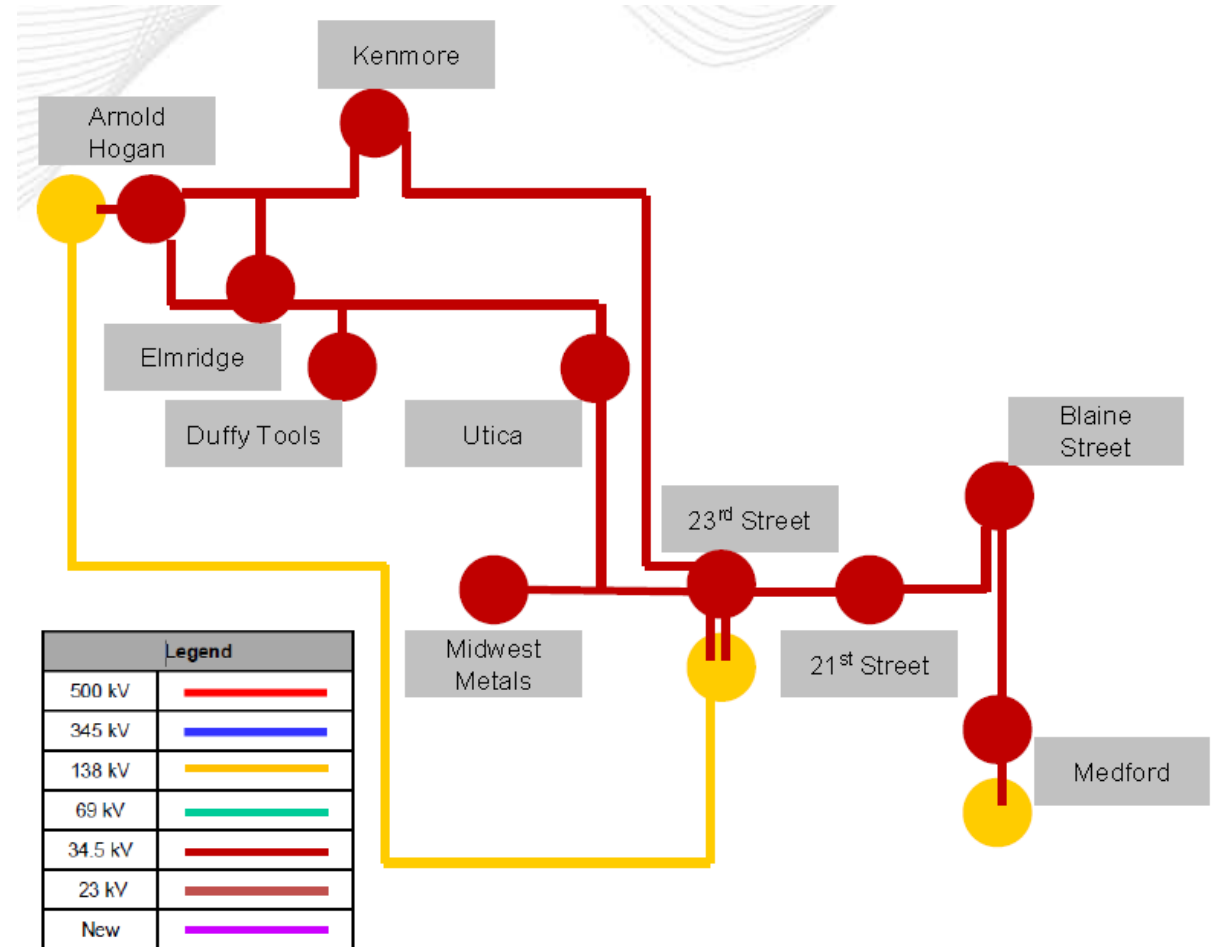 Kenmore
Arnold
Hogan
Elmridge
Duffy Tools
Utica
Blaine
Street
23rd Street
Midwest
Metals
21st Street
Medford
Legend
500 kV
345 kV
138 kV
69 kV
34.5 kV
23 kV
New